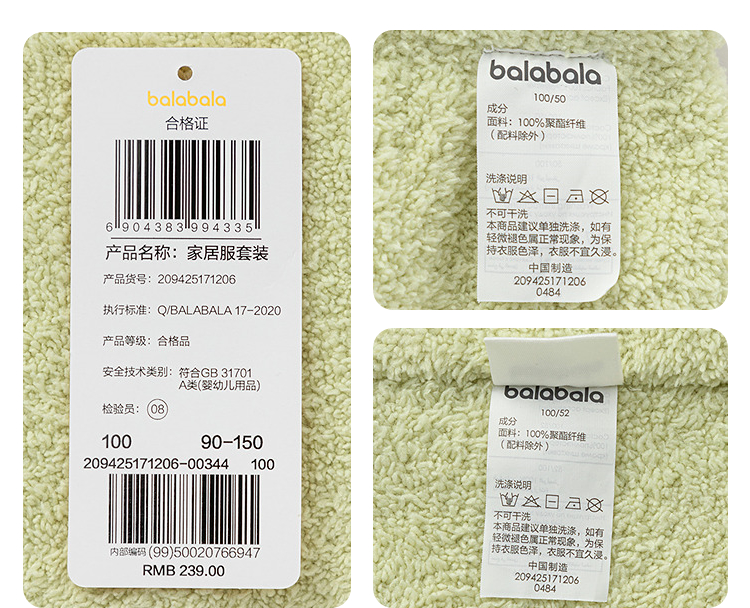 balabala
合格证
6 904383 994335
产品名称：家居服套装
产品货号：209425171206
执行标准：Q/BALABALA 17-2020
产品等级：合格品
安全技术类别：符合GB 31701
A类(婴幼儿用品)
检验员：08
100 90-150
209425171206-00344 100
内部编码 (99)50020766947
RMB 239.00
balabala
100/50
成分
面料：100%聚酯纤维
（配料除外）
洗涤说明
不可干洗
本商品建议单独洗涤，如有
轻微褪色属正常现象，为保
持衣服色泽，衣服不宜久浸。
中国制造
209425171206
0484
balabala
100/52
成分
面料：100%聚酯纤维
（配料除外）
洗涤说明
不可干洗
本商品建议单独洗涤，如有
轻微褪色属正常现象，为保
持衣服色泽，衣服不宜久浸。
中国制造
209425171206
0484